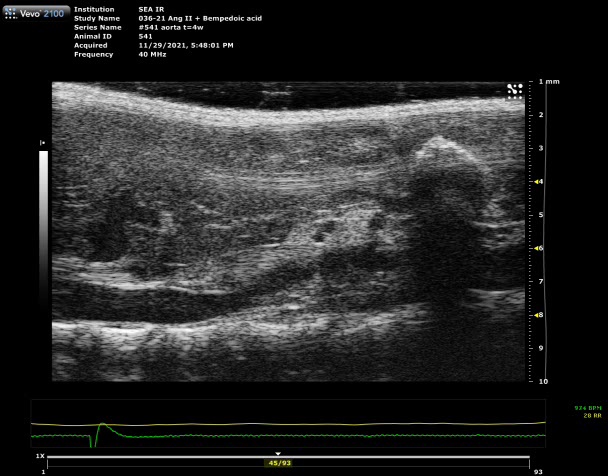 Vevo 2100
Institution SEA IR
Study Name 036-21 Ang II + Bempedoic acid
Series Name #541 aorta t=4w
Animal ID 541
Acquired 11/29/2021, 5:48:01 PM
Frequency 40 MHz
1 mm
2
3
4
5
6
7
8
9
10
974 BPM
28 RR
1X
45/93
1
93